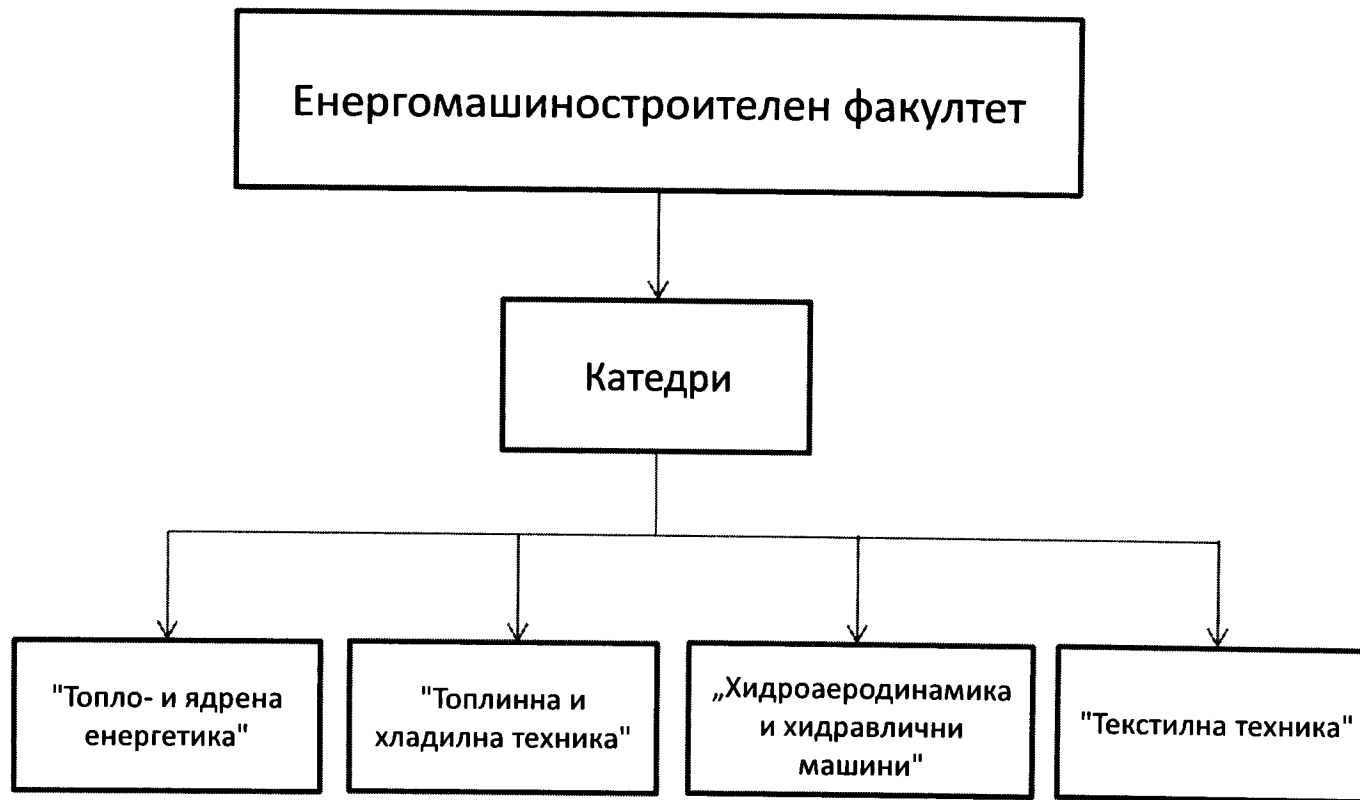 Енергомашиностроителен факултет
Катедри
"Топло- и ядрена
енергетика"
"Топлинна и
хладилна техника"
„Хидроаеродинамика
и хидравлични
машини"
"Текстилна техника"